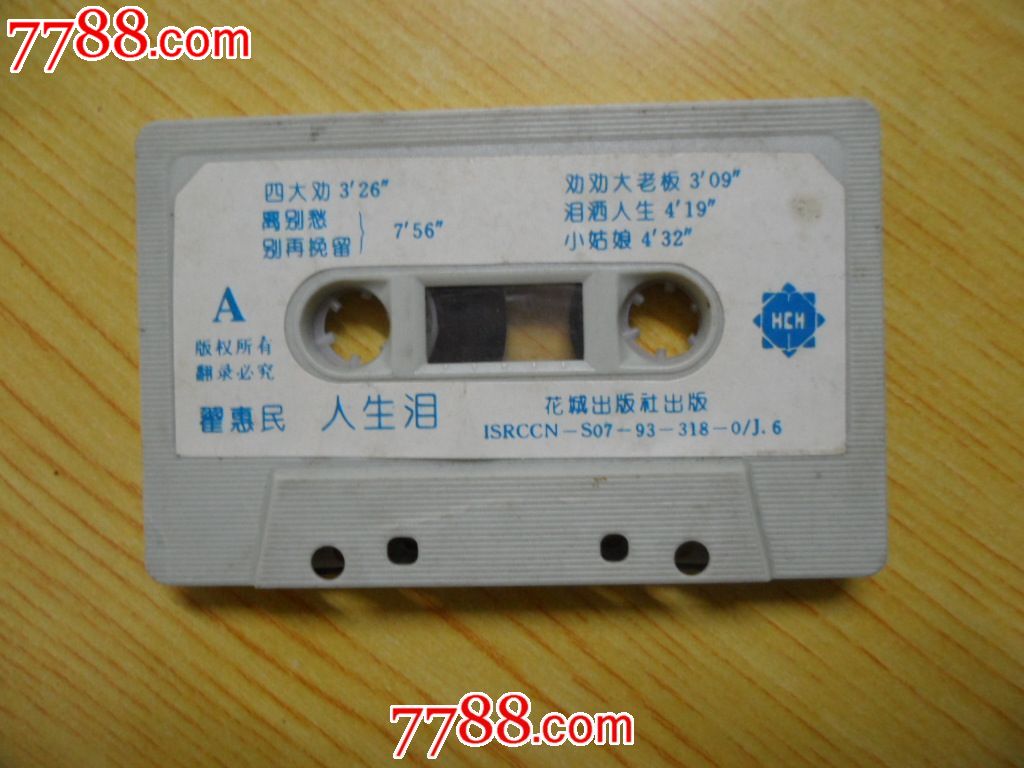 7788.com
四大劝 3′26″
离别愁
别再挽留
7′56″
劝劝大老板 3′09″
泪洒人生 4′19″
小姑娘 4′32″
A
版权所有
翻录必究
HCH
翟惠民 人生泪
花城出版社出版
ISRCCN－S07－93－318－0/J.6
7788.com